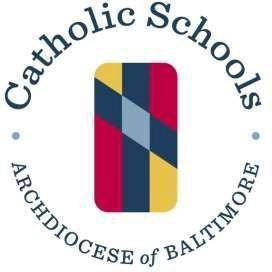 Catholic Schools
ARCHDIOCESE of BALTIMORE